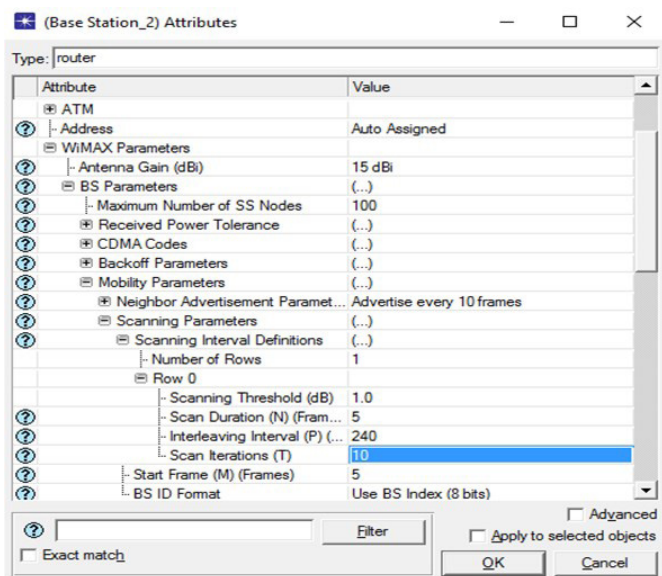 (Base Station_2) Attributes
Type: router
Attribute Value
ATM
Address Auto Assigned
WiMAX Parameters
Antenna Gain (dBi) 15 dBi
BS Parameters (...)
Maximum Number of SS Nodes 100
Received Power Tolerance (...)
CDMA Codes (...)
Backoff Parameters (...)
Mobility Parameters (...)
Neighbor Advertisement Paramet... Advertise every 10 frames
Scanning Parameters (...)
Scanning Interval Definitions (...)
Number of Rows 1
Row 0
Scanning Threshold (dB) 1.0
Scan Duration (N) (Fram... 5
Interleaving Interval (P) (... 240
Scan Iterations (T) 10
Start Frame (M) (Frames) 5
BS ID Format Use BS Index (8 bits)
Advanced
Filter
Apply to selected objects
Exact match
OK Cancel